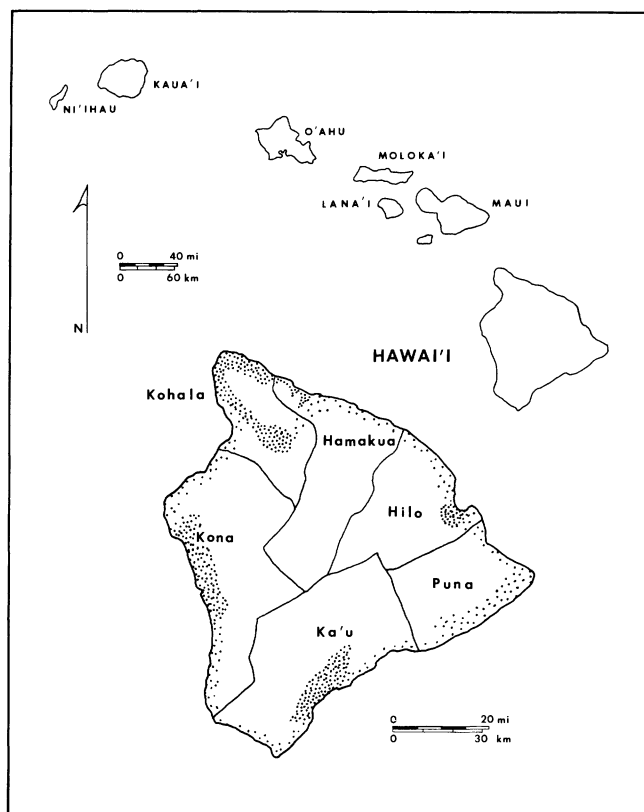 KAUA'I
NI'IHAU
O'AHU
MOLOKA'I
LANA'I
MAUI
0 40 mi
0 60 km
N
HAWAI'I
Kohala
Hamakua
Hilo
Kona
Puna
Ka'u
0 20 mi
0 30 km